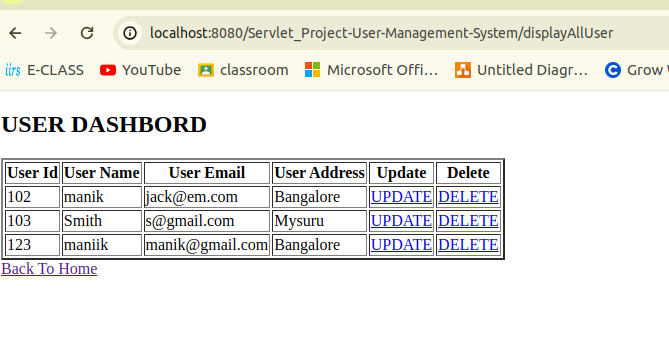 localhost:8080/Servlet_Project-User-Management-System/displayAllUser
iirs E-CLASS YouTube classroom Microsoft Offi... Untitled Diagr... C Grow W
USER DASHBORD
User Id User Name User Email User Address Update Delete
102 manik jack@em.com Bangalore UPDATE DELETE
103 Smith s@gmail.com Mysuru UPDATE DELETE
123 maniik manik@gmail.com Bangalore UPDATE DELETE
Back To Home